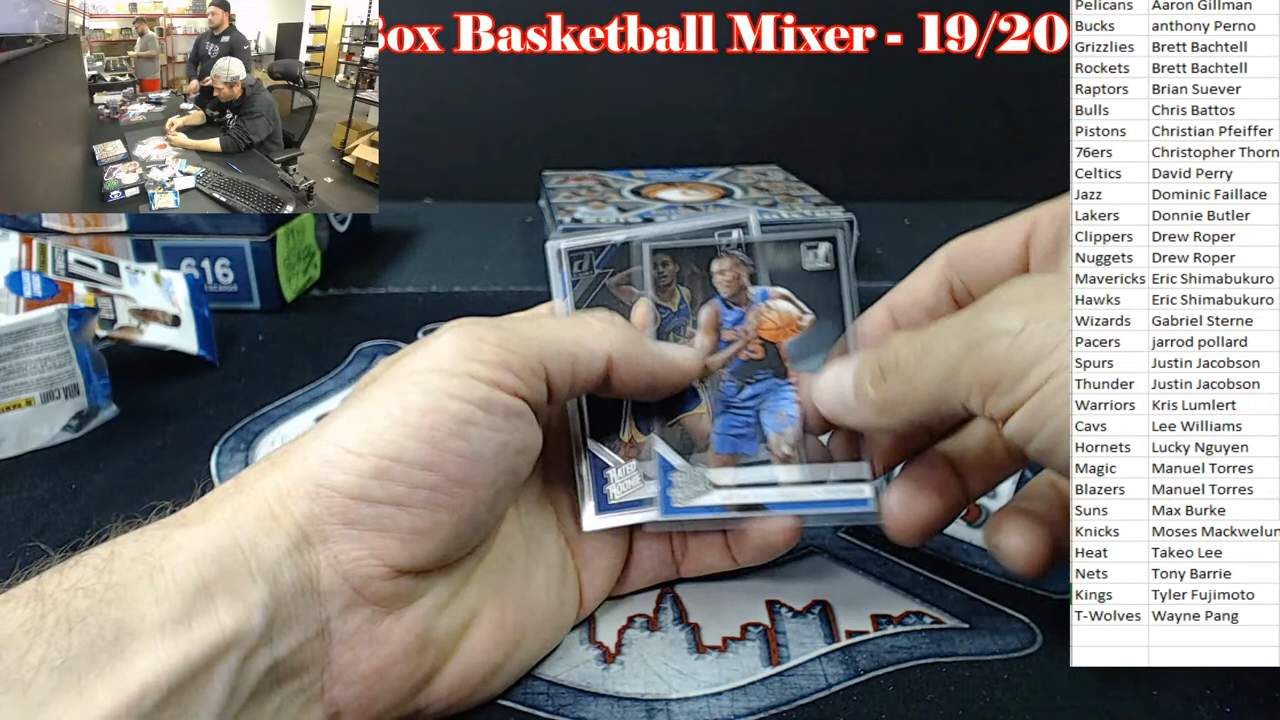 Box Basketball Mixer - 19/20
Pelicans Aaron Gillman
Bucks anthony Perno
Grizzlies Brett Bachtell
Rockets Brett Bachtell
Raptors Brian Suever
Bulls Chris Battos
Pistons Christian Pfeiffer
76ers Christopher Thorn
Celtics David Perry
Jazz Dominic Faillace
Lakers Donnie Butler
Clippers Drew Roper
Nuggets Drew Roper
Mavericks Eric Shimabukuro
Hawks Eric Shimabukuro
Wizards Gabriel Sterne
Pacers jarrod pollard
Spurs Justin Jacobson
Thunder Justin Jacobson
Warriors Kris Lumlert
Cavs Lee Williams
Hornets Lucky Nguyen
Magic Manuel Torres
Blazers Manuel Torres
Suns Max Burke
Knicks Moses Mackwelun
Heat Takeo Lee
Nets Tony Barrie
Kings Tyler Fujimoto
T-Wolves Wayne Pang
616
NBA.COM
RATED
ROOKIE